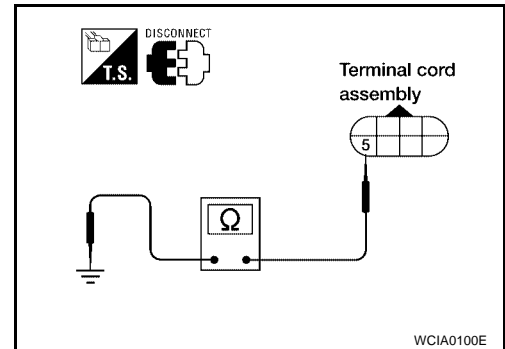 DISCONNECT
T.S.
Terminal cord
assembly
5
Ω
WCIA0100E